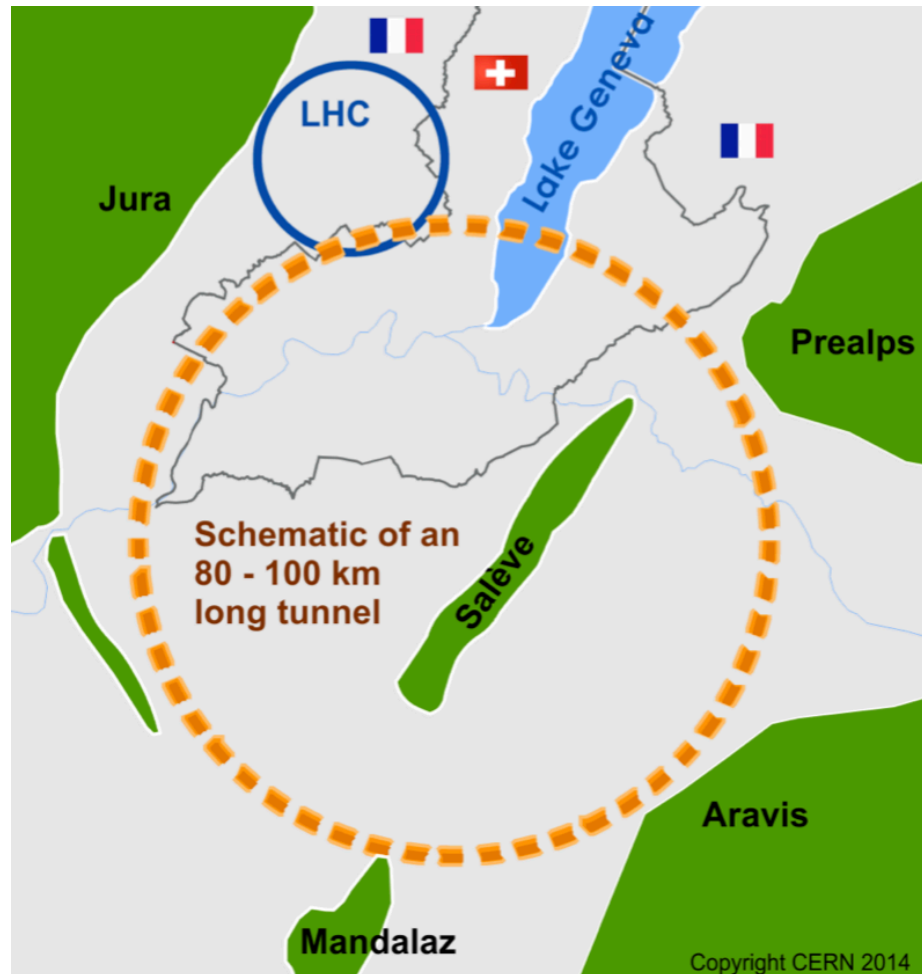 LHC
Lake Geneva
Jura
Prealps
Schematic of an
80 - 100 km
long tunnel
Salève
Aravis
Mandalaz
Copyright CERN 2014